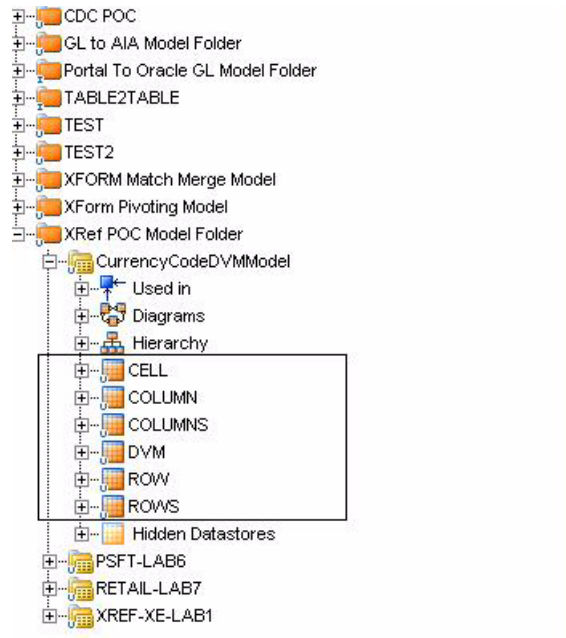 CDC POC
GL to AIA Model Folder
Portal To Oracle GL Model Folder
TABLE2TABLE
TEST
TEST2
XFORM Match Merge Model
XForm Pivoting Model
XRef POC Model Folder
CurrencyCodeDVMModel
Used in
Diagrams
Hierarchy
CELL
COLUMN
COLUMNS
DVM
ROW
ROWS
Hidden Datastores
PSFT-LAB6
RETAIL-LAB7
XREF-XE-LAB1